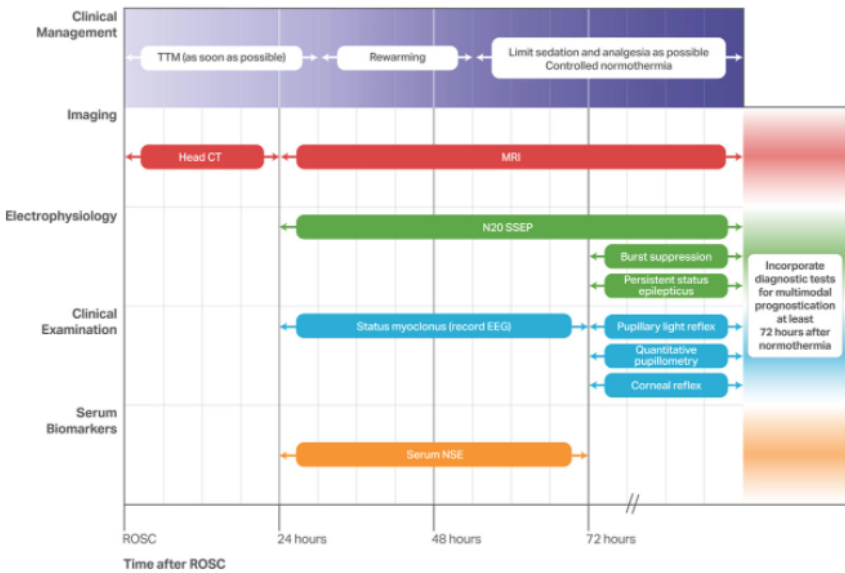 Clinical
Management
TTM (as soon as possible)
Rewarming
Limit sedation and analgesia as possible
Controlled normothermia
Imaging
Head CT
MRI
Electrophysiology
N20 SSEP
Burst suppression
Persistent status
epilepticus
Incorporate
diagnostic tests
for multimodal
prognostication
at least
72 hours after
normothermia
Clinical
Examination
Status myoclonus (record EEG)
Pupillary light reflex
Quantitative
pupillometry
Corneal reflex
Serum
Biomarkers
Serum NSE
ROSC
24 hours
48 hours
72 hours
Time after ROSC